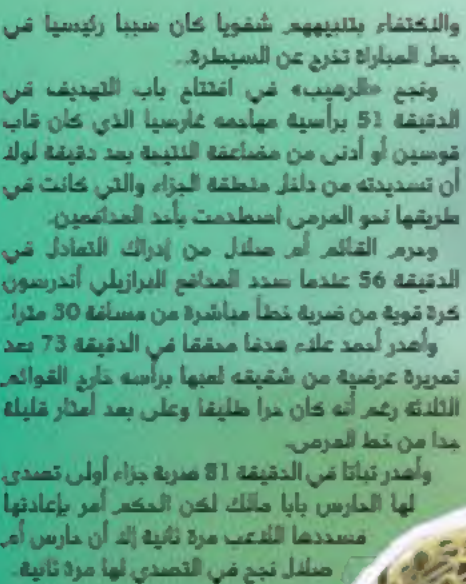 والاكتفاء بتنبيههم شفويا كان سببا رئيسيا في
جعل المباراة تخرج عن السيطرة..
ونجح «الرهيب» في افتتاح باب التهديف في
الدقيقة 51 برأسية مهاجمه غارسيا الذي كان قاب
قوسين أو أدنى من مضاعفة النتيجة بعد دقيقة لولا
أن تسديدته من داخل منطقة الجزاء والتي كانت في
طريقها نحو المرمى اصطدمت بأحد المدافعين.
وحرم القائم أم صلال من إدراك التعادل في
الدقيقة 56 عندما سدد المدافع البرازيلي أندرسون
كرة قوية من ضربة خطأ مباشرة من مسافة 30 مترا.
وأهدر أحمد علاء هدفا محققا في الدقيقة 73 بعد
تمريرة عرضية من شقيقه لعبها برأسه خارج القوائم
الثلاثة رغم أنه كان حرا طليقا وعلى بعد أمتار قليلة
جدا من خط المرمى.
وأهدر تباتا في الدقيقة 81 ضربة جزاء أولى تصدى
لها الحارس بابا مالك لكن الحكم أمر بإعادتها
فسددها اللاعب مرة ثانية إلا أن حارس أم
صلال نجح في التصدي لها مرة ثانية.